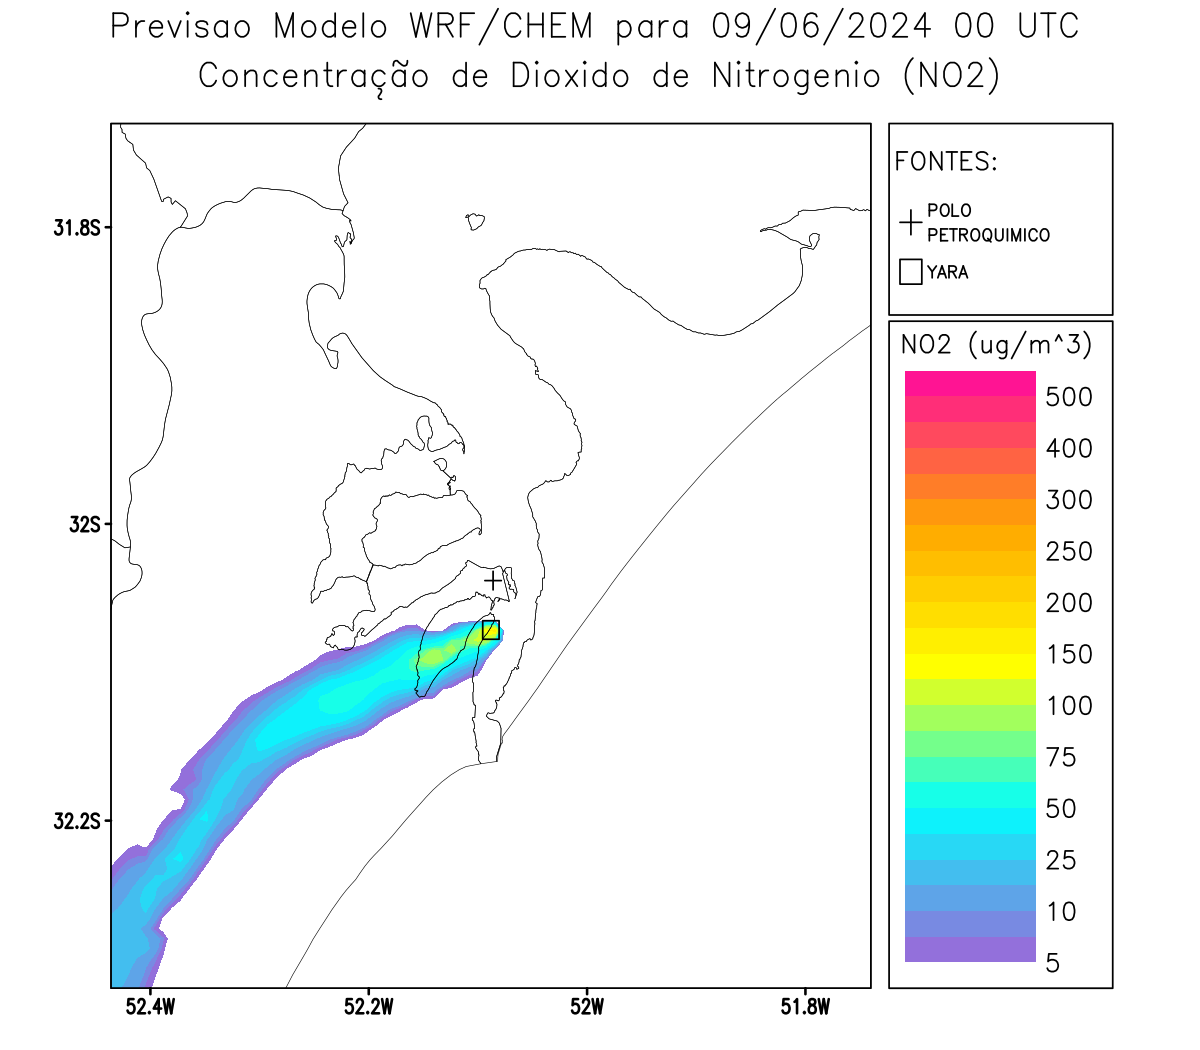 Previsao Modelo WRF/CHEM para 09/06/2024 00 UTC
Concentração de Dioxido de Nitrogenio (NO2)
FONTES:
POLO
PETROQUIMICO
YARA
NO2 (ug/m^3)
500
400
300
250
200
150
100
75
50
25
10
5
31.8S
32S
32.2S
52.4W
52.2W
52W
51.8W